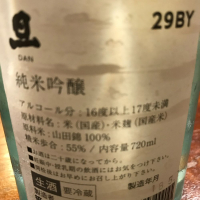 29BY
旦
DAN
純米吟醸
アルコール分：16度以上17度未満
原材料名：米(国産)・米麹(国産米)
原料米：山田錦 100%
精米歩合：55%／内容量720ml
生酒
要冷蔵
製造年月